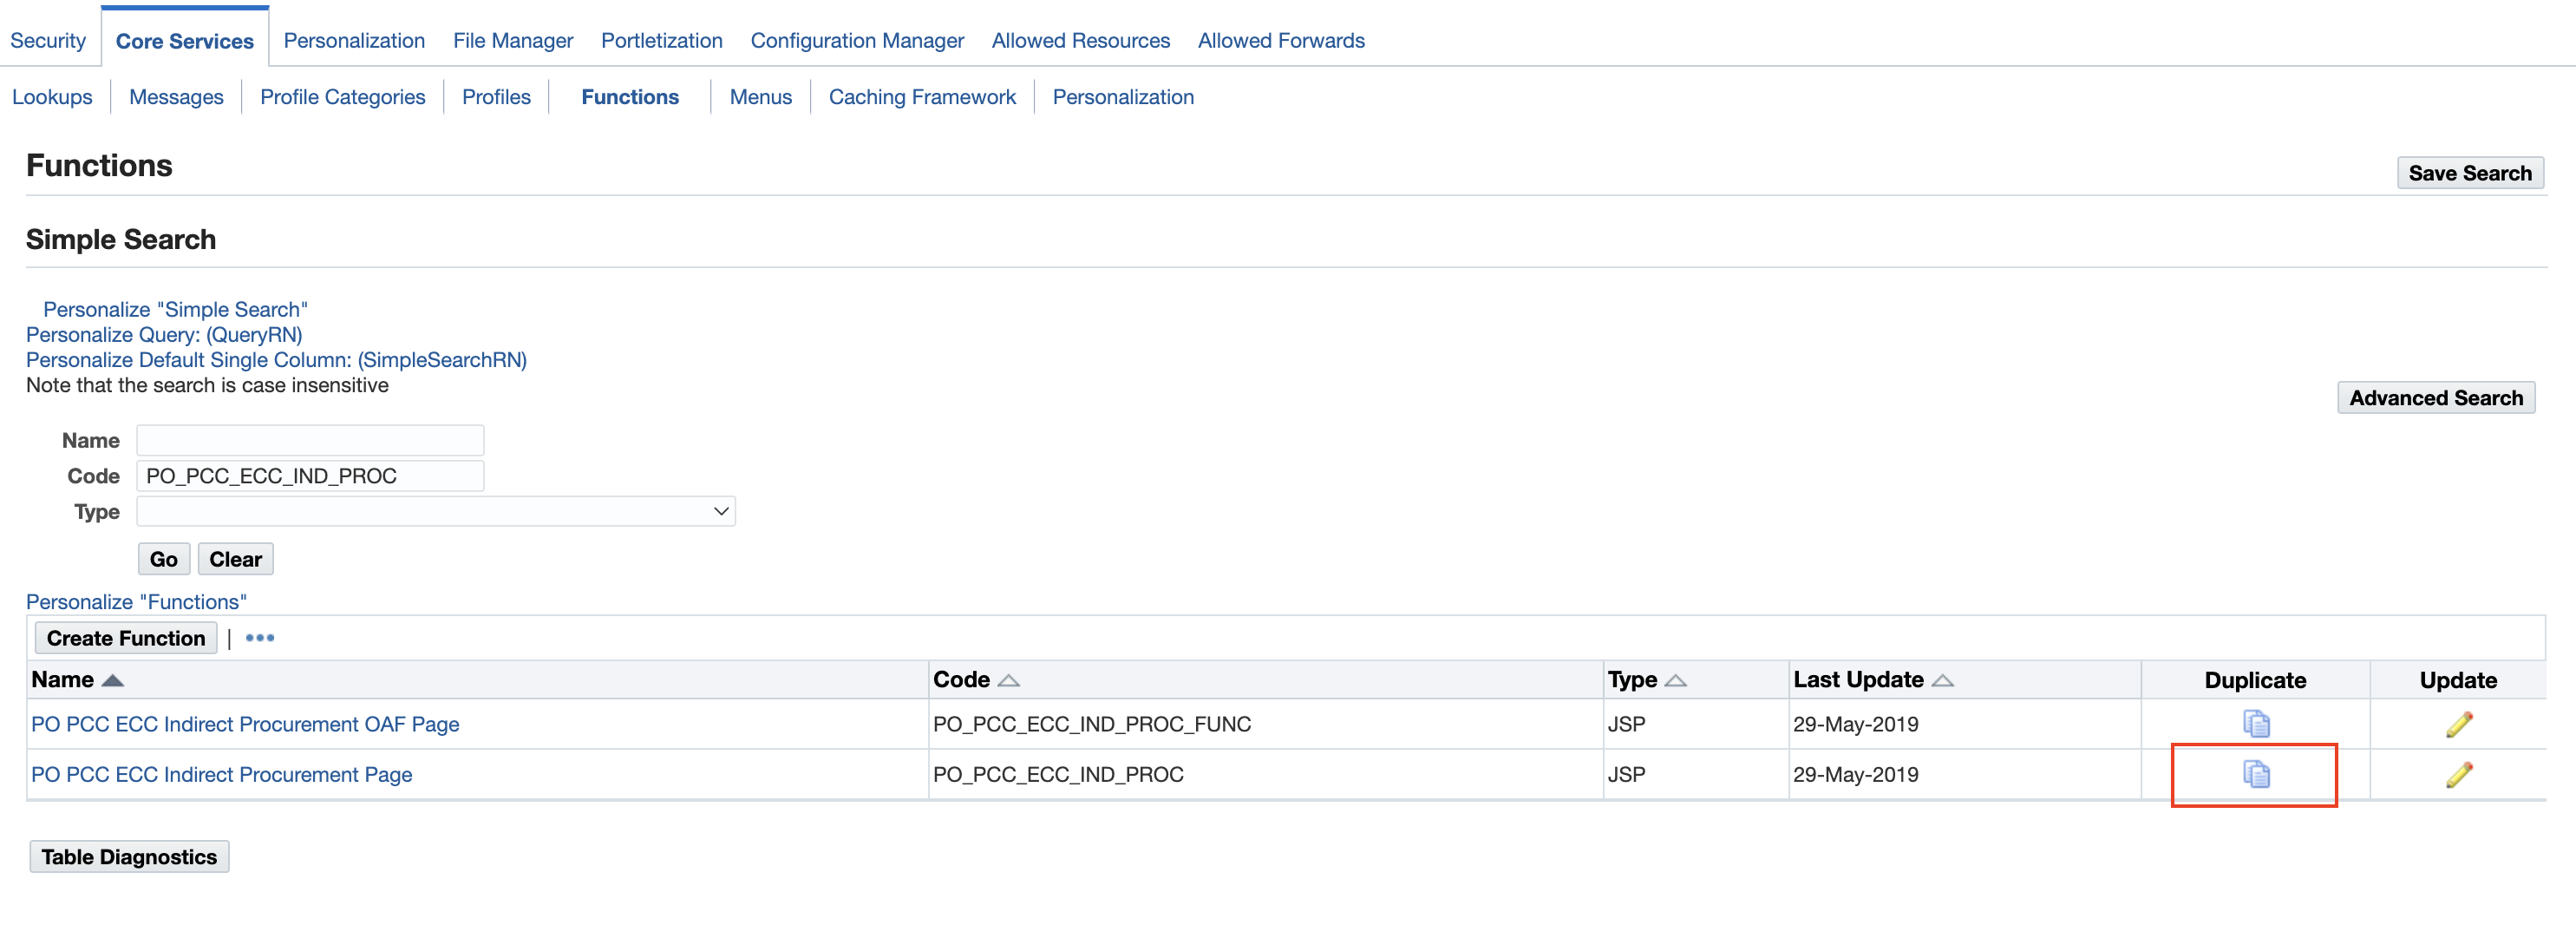 Security Core Services Personalization File Manager Portletization Configuration Manager Allowed Resources Allowed Forwards
Lookups Messages Profile Categories Profiles Functions Menus Caching Framework Personalization
Functions
Save Search
Simple Search
Personalize "Simple Search"
Personalize Query: (QueryRN)
Personalize Default Single Column: (SimpleSearchRN)
Note that the search is case insensitive
Advanced Search
Name
Code PO_PCC_ECC_IND_PROC
Type
Go Clear
Personalize "Functions"
Create Function | •••
Name Code Type Last Update Duplicate Update
PO PCC ECC Indirect Procurement OAF Page PO_PCC_ECC_IND_PROC_FUNC JSP 29-May-2019
PO PCC ECC Indirect Procurement Page PO_PCC_ECC_IND_PROC JSP 29-May-2019
Table Diagnostics